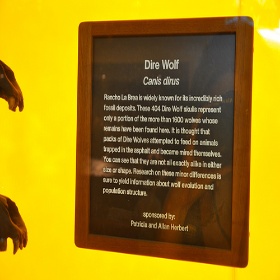 Dire Wolf
Canis dirus
Rancho La Brea is widely known for its incredibly rich
fossil deposits. These 404 Dire Wolf skulls represent
only a portion of the more than 1600 wolves whose
remains have been found here. It is thought that
packs of Dire Wolves attempted to feed on animals
trapped in the asphalt and became mired themselves.
You can see that they are not all exactly alike in either
size or shape. Research on these minor differences is
sure to yield information about wolf evolution and
population structure.
sponsored by:
Patricia and Allan Herbert